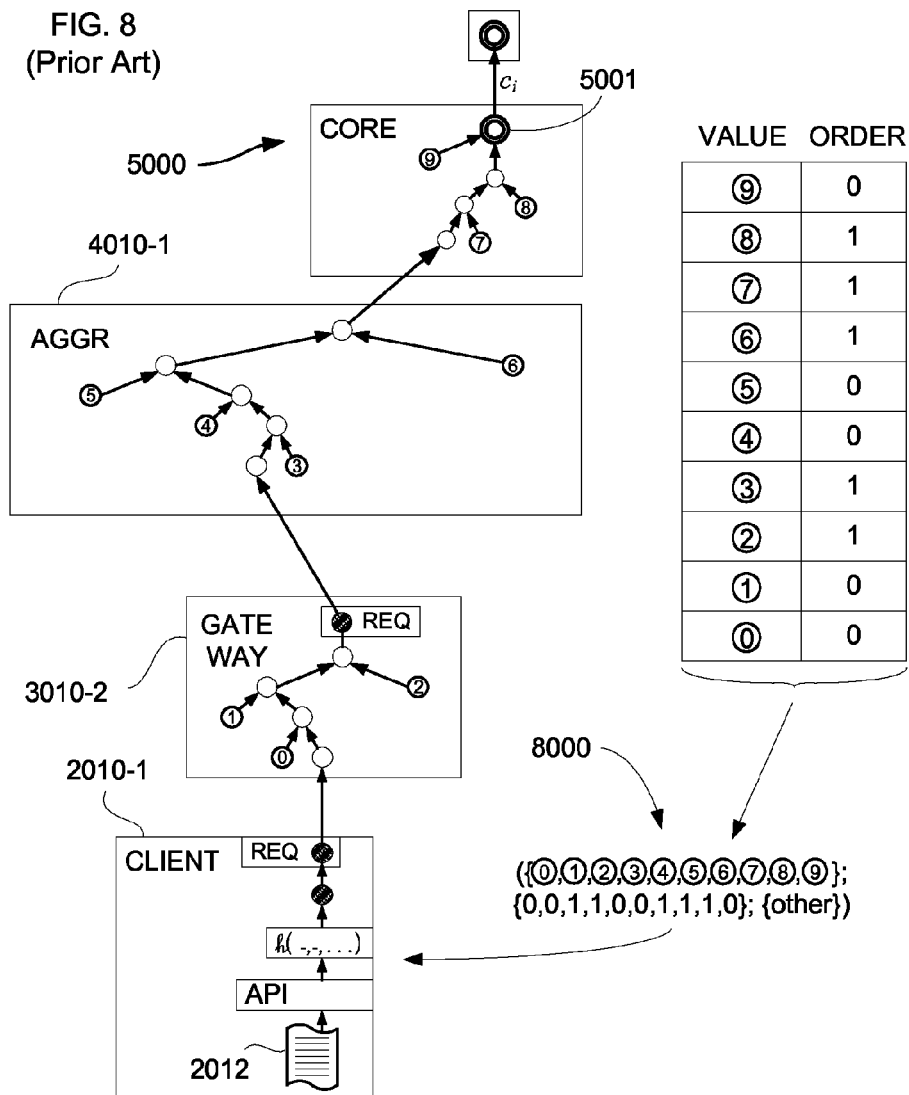 FIG. 8
(Prior Art)
c_i
5001
CORE
5000
⑨
⑧
⑦
4010-1
AGGR
⑥
⑤
④
③
GATE
WAY
REQ
3010-2
②
①
⓪
2010-1
CLIENT
REQ
h( -,-, . . . )
API
2012
VALUE ORDER
⑨ 0
⑧ 1
⑦ 1
⑥ 1
⑤ 0
④ 0
③ 1
② 1
① 0
⓪ 0
8000
({⓪,①,②,③,④,⑤,⑥,⑦,⑧,⑨};
{0,0,1,1,0,0,1,1,1,0}; {other})